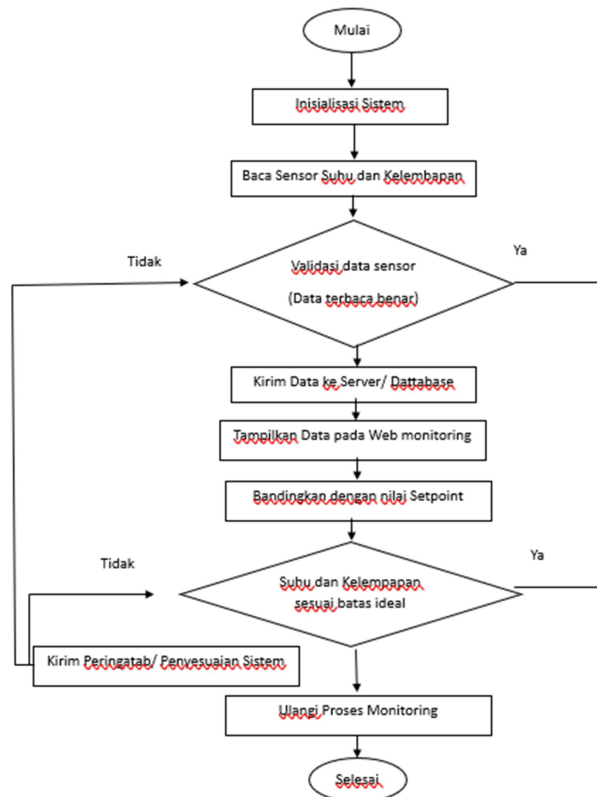 Mulai
Inisialisasi Sistem
Baca Sensor Suhu dan Kelembapan
Tidak
Ya
Validasi data sensor
(Data terbaca benar)
Kirim Data ke Server/ Dattabase
Tampilkan Data pada Web monitoring
Bandingkan dengan nilai Setpoint
Tidak
Ya
Suhu dan Kelempapan
sesuai batas ideal
Kirim Peringatab/ Penyesuaian Sistem
Ulangi Proses Monitoring
Selesai